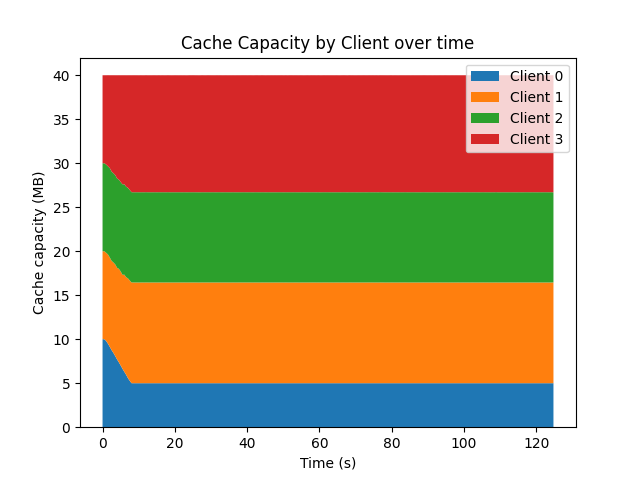 Cache Capacity by Client over time
Cache capacity (MB)
40
35
30
25
20
15
10
5
0
Client 0
Client 1
Client 2
Client 3
0 20 40 60 80 100 120
Time (s)